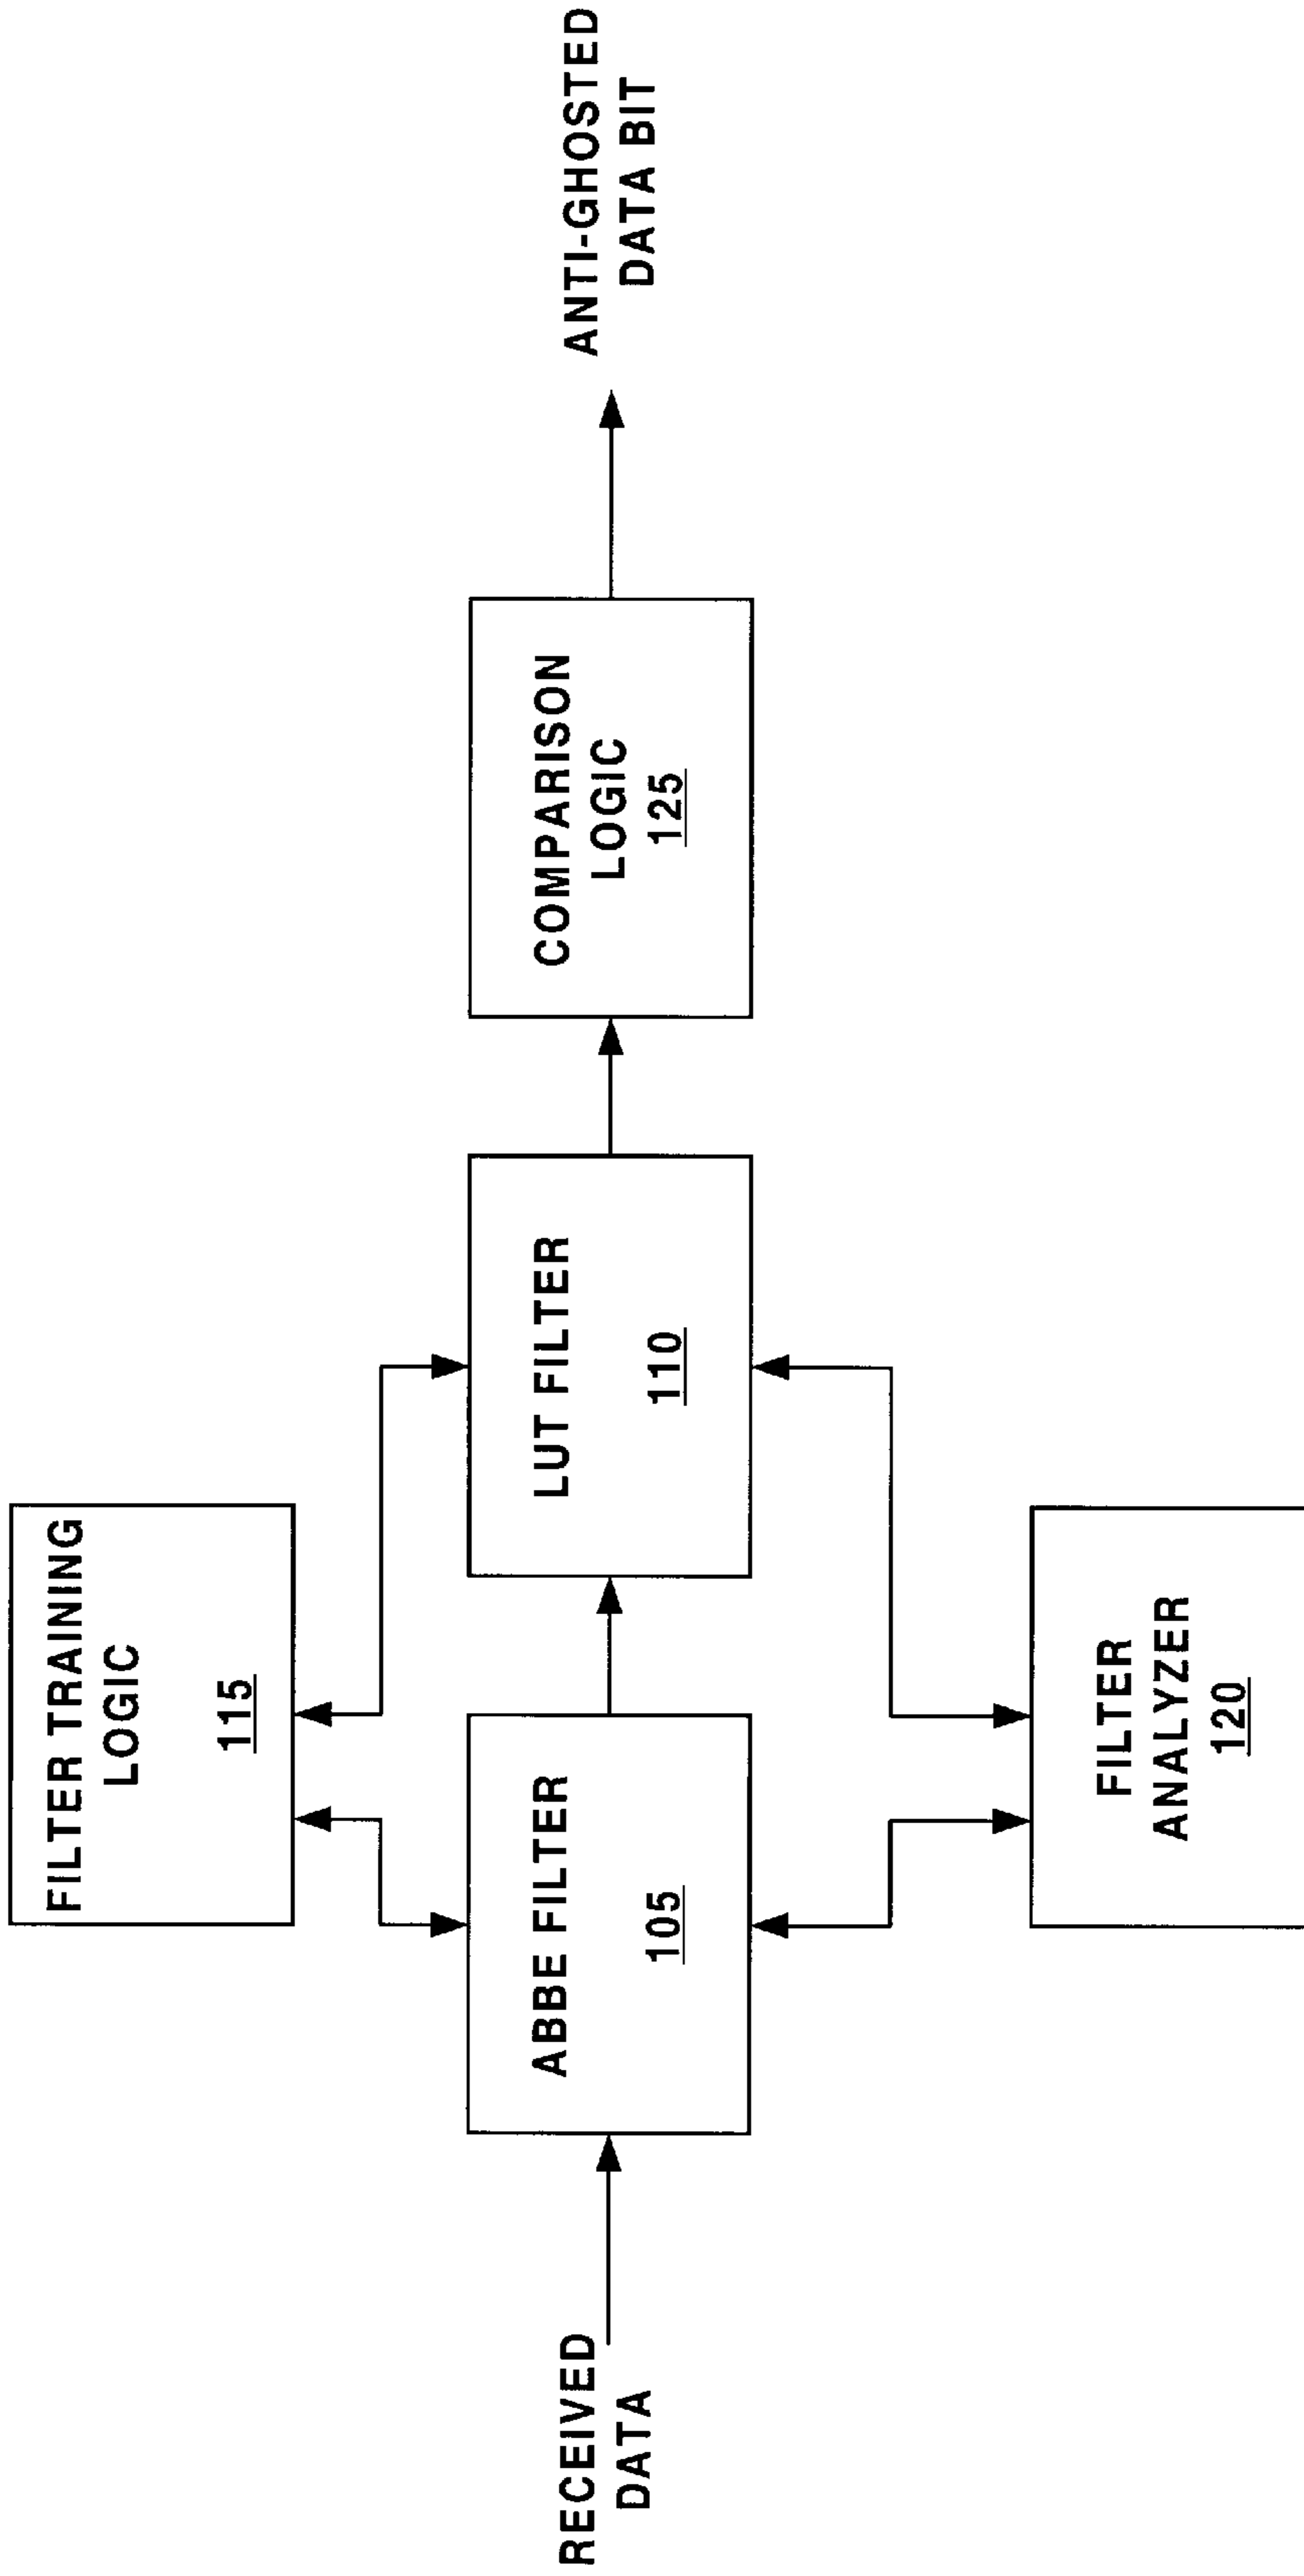 FILTER TRAINING
LOGIC
115
RECEIVED
DATA
ABBE FILTER
105
LUT FILTER
110
COMPARISON
LOGIC
125
ANTI-GHOSTED
DATA BIT
FILTER
ANALYZER
120